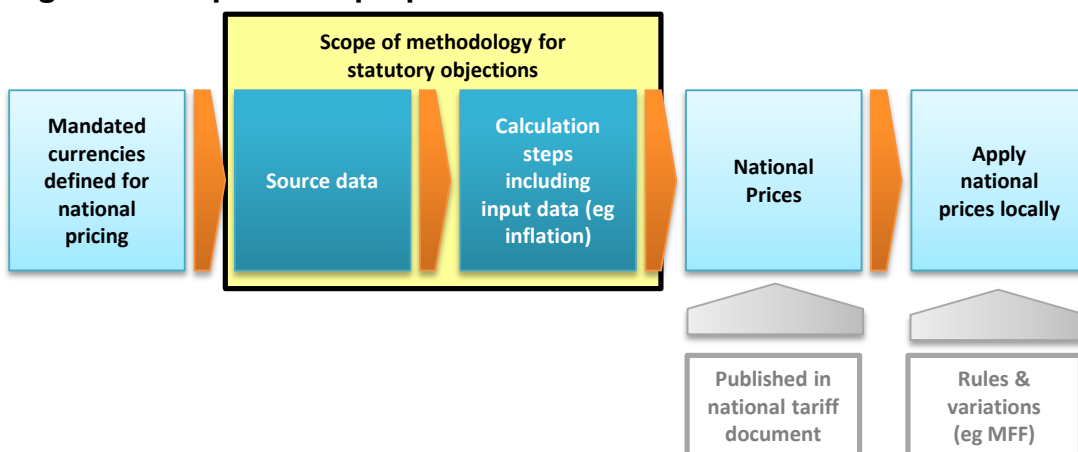 Scope of methodology for
statutory objections
Mandated
currencies
defined for
national
pricing
Source data
Calculation
steps
including
input data (eg
inflation)
National
Prices
Apply
national
prices locally
Published in
national tariff
document
Rules &
variations
(eg MFF)